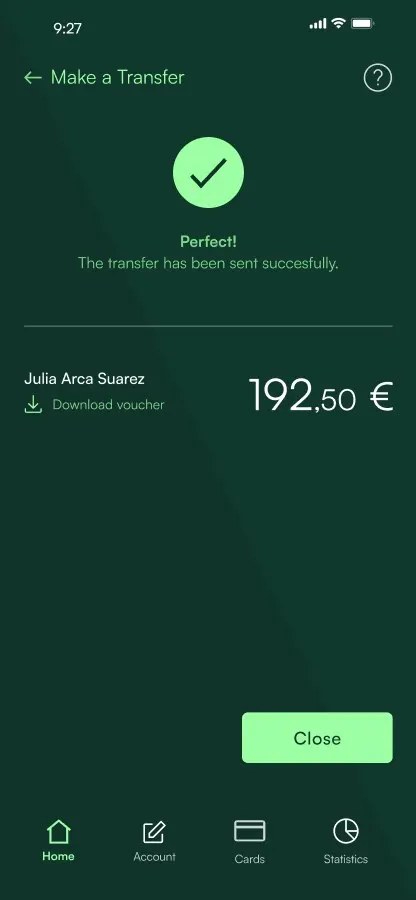 9:27
Make a Transfer
?
Perfect!
The transfer has been sent succesfully.
Julia Arca Suarez
Download voucher
192,50 €
Close
Home
Account
Cards
Statistics